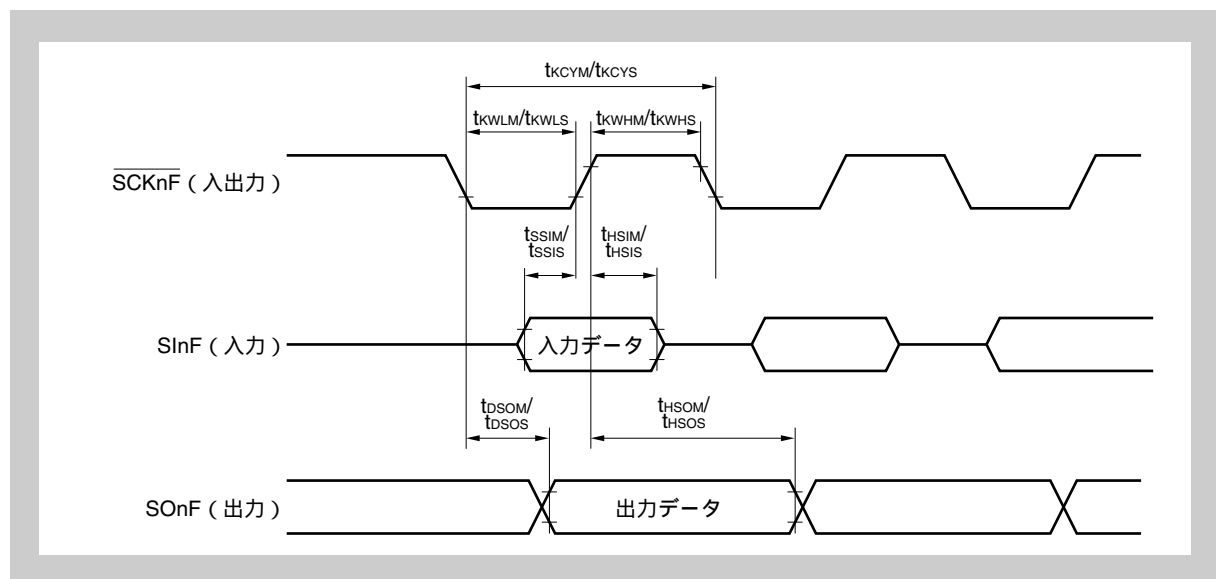 tKCYM/tKCYS
tKWLM/tKWLS
tKWHM/tKWHS
SCKnF（入出力）
tSSIM/
tSSIS
tHSIM/
tHSIS
SInF（入力）
入力データ
tDSOM/
tDSOS
tHSOM/
tHSOS
SOnF（出力）
出力データ